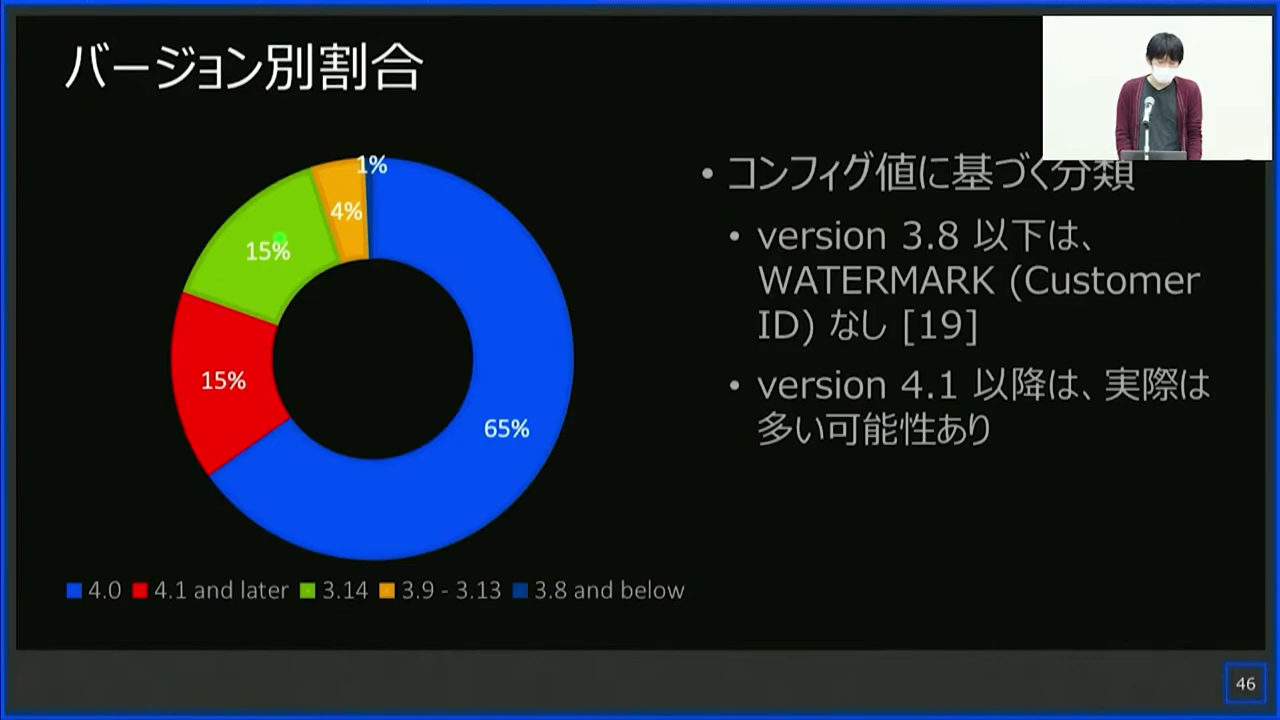 バージョン別割合
1%
4%
15%
15%
65%
4.0 4.1 and later 3.14 3.9 - 3.13 3.8 and below
• コンフィグ値に基づく分類
• version 3.8 以下は、
WATERMARK (Customer
ID) なし [19]
• version 4.1 以降は、実際は
多い可能性あり
46